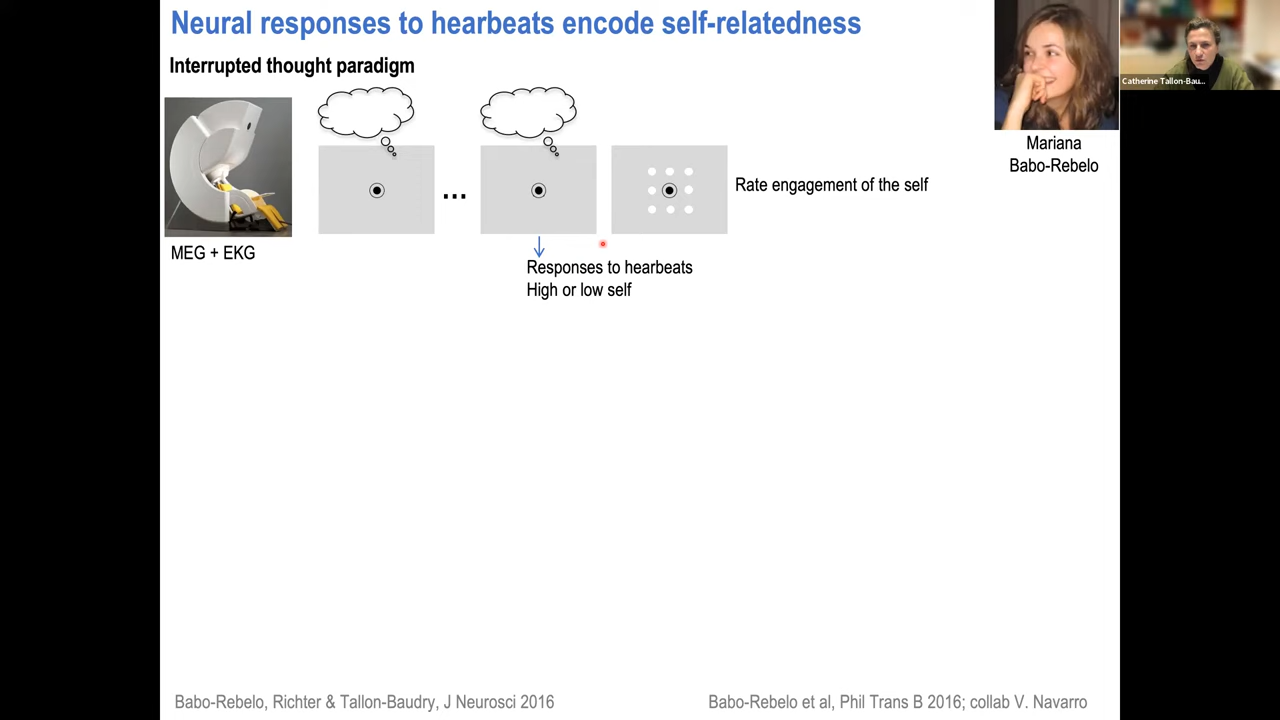 Neural responses to hearbeats encode self-relatedness
Interrupted thought paradigm
Catherine Tallon-Bau...
Mariana
Babo-Rebelo
...
Rate engagement of the self
MEG + EKG
Responses to hearbeats
High or low self
Babo-Rebelo, Richter & Tallon-Baudry, J Neurosci 2016
Babo-Rebelo et al, Phil Trans B 2016; collab V. Navarro